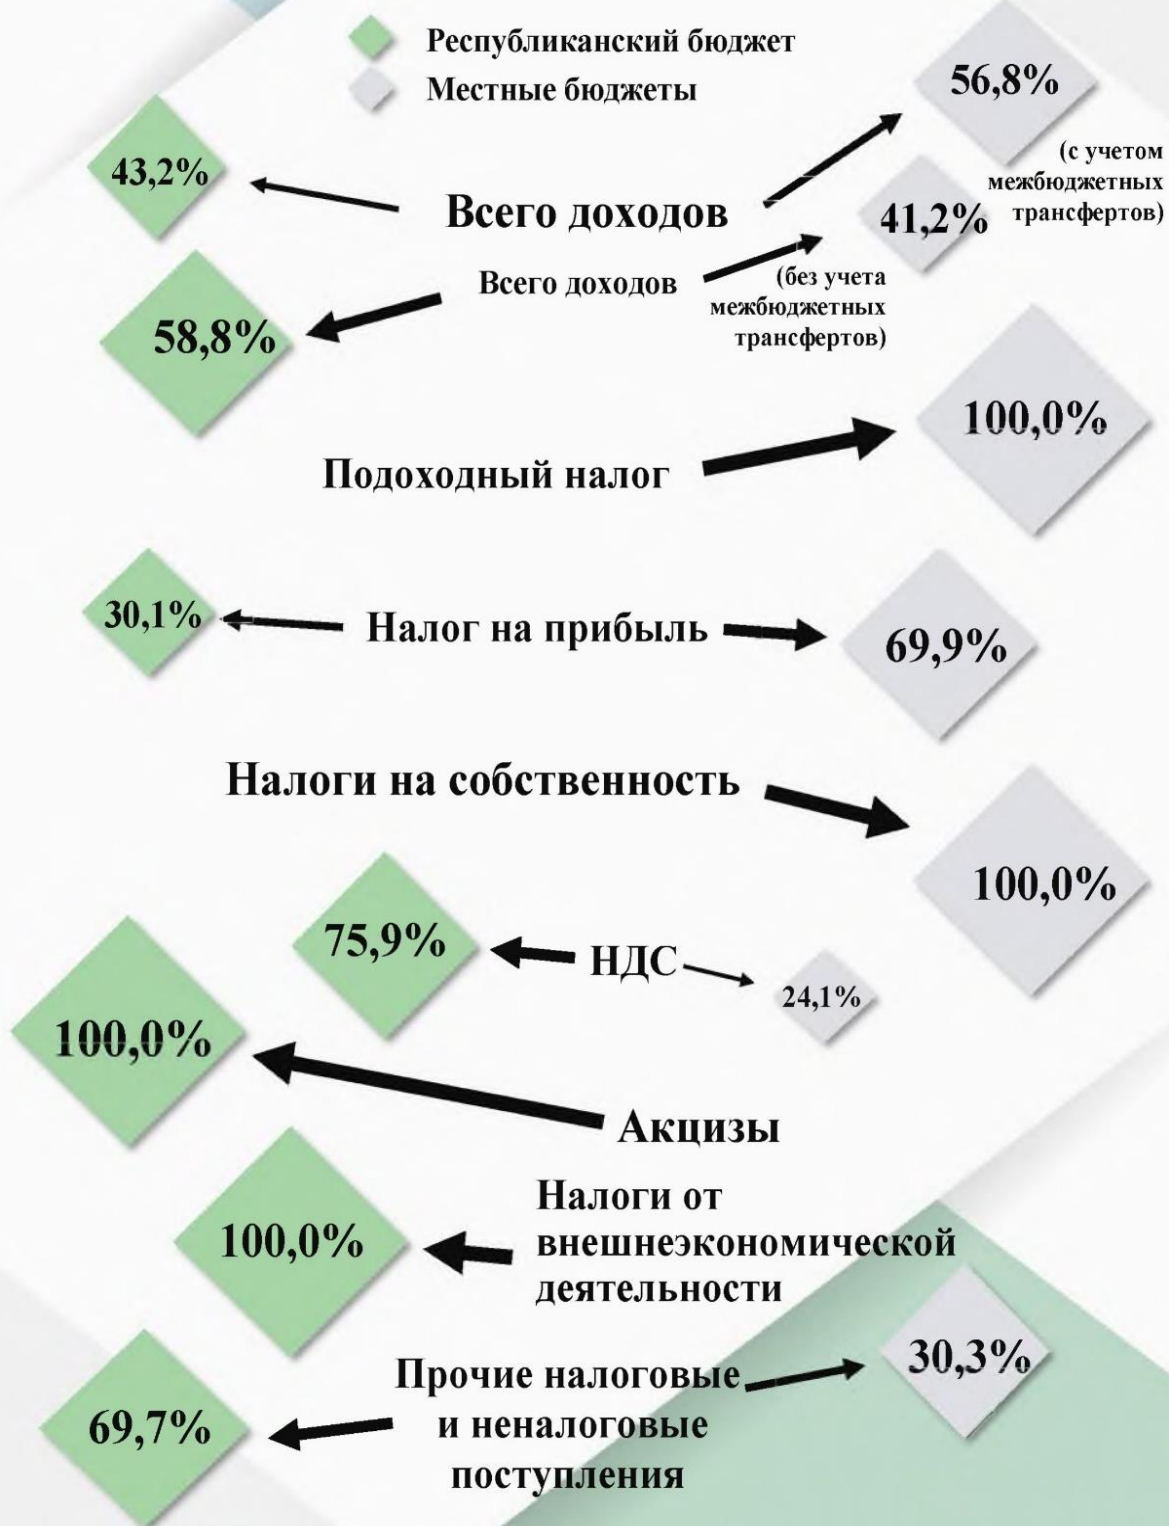 Республиканский бюджет
Местные бюджеты
56,8%
(с учетом
межбюджетных
трансфертов)
43,2%
Всего доходов
41,2%
Всего доходов
(без учета
межбюджетных
трансфертов)
58,8%
100,0%
Подоходный налог
30,1%
Налог на прибыль
69,9%
Налоги на собственность
100,0%
75,9%
НДС
24,1%
100,0%
Акцизы
100,0%
Налоги от
внешнеэкономической
деятельности
30,3%
Прочие налоговые
и неналоговые
поступления
69,7%